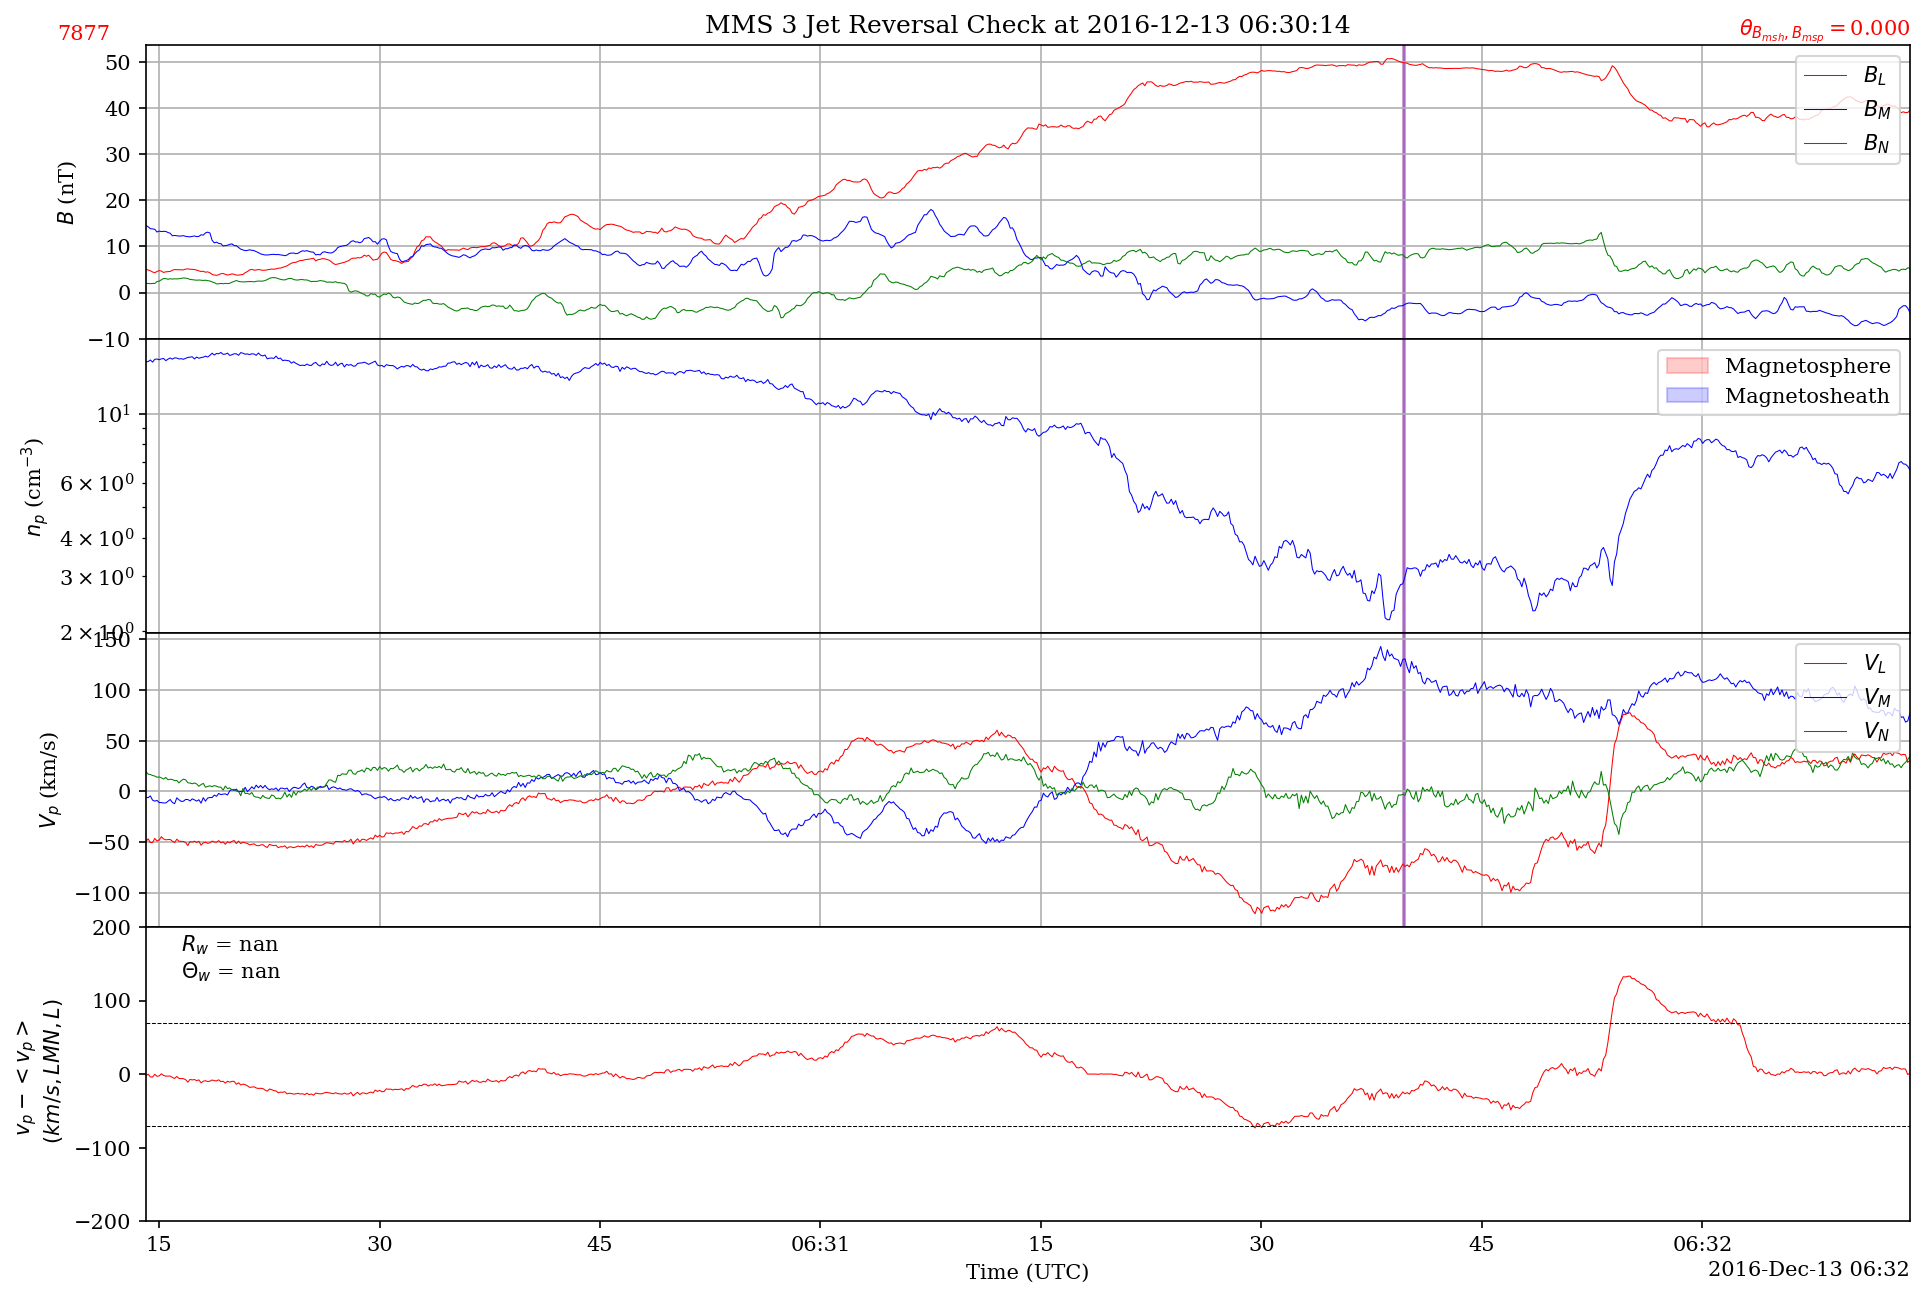 MMS 3 Jet Reversal Check at 2016-12-13 06:30:14
7877
θ_{B_{msh}, B_{msp}} = 0.000
50
40
30
20
10
0
−10
B (nT)
B_L
B_M
B_N
10^1
6 × 10^0
4 × 10^0
3 × 10^0
2 × 10^0
n_p (cm^{−3})
Magnetosphere
Magnetosheath
150
100
50
0
−50
−100
V_p (km/s)
V_L
V_M
V_N
200
100
0
−100
−200
v_p − < v_p >
(km/s, LMN, L)
R_w = nan
Θ_w = nan
15 30 45 06:31 15 30 45 06:32
Time (UTC)
2016-Dec-13 06:32